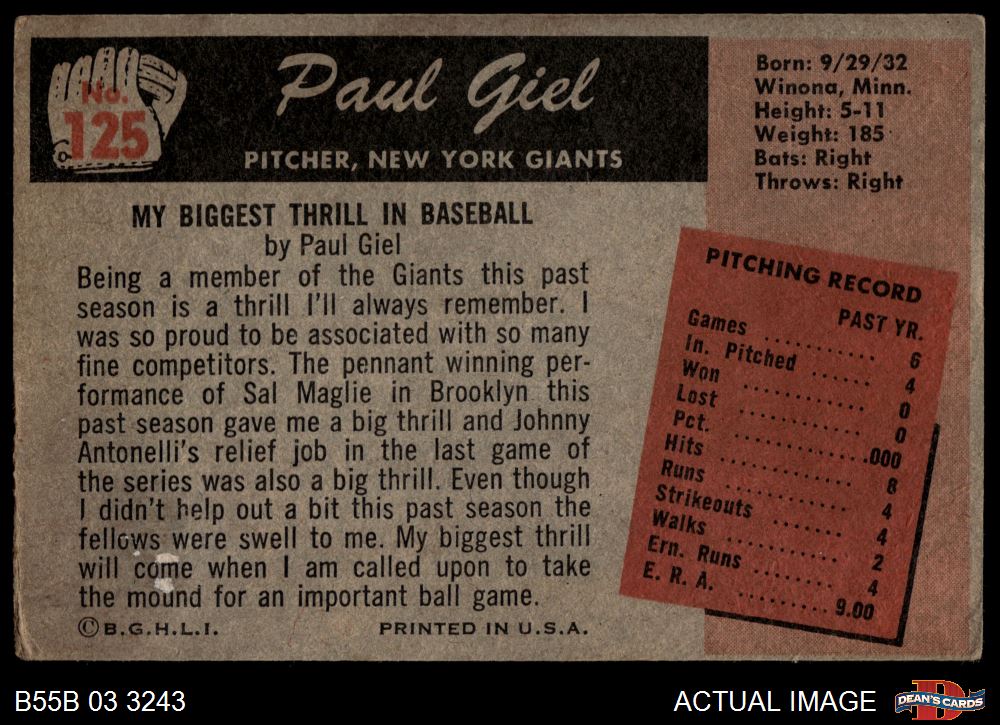 No.
125
Paul Giel
PITCHER, NEW YORK GIANTS
Born: 9/29/32
Winona, Minn.
Height: 5-11
Weight: 185
Bats: Right
Throws: Right
MY BIGGEST THRILL IN BASEBALL
by Paul Giel
Being a member of the Giants this past
season is a thrill I'll always remember. I
was so proud to be associated with so many
fine competitors. The pennant winning per-
formance of Sal Maglie in Brooklyn this
past season gave me a big thrill and Johnny
Antonelli's relief job in the last game of
the series was also a big thrill. Even though
I didn't help out a bit this past season the
fellows were swell to me. My biggest thrill
will come when I am called upon to take
the mound for an important ball game.
©B.G.H.L.I. PRINTED IN U.S.A.
PITCHING RECORD
PAST YR.
Games ........... 6
In. Pitched ...... 4
Won ............ 0
Lost ............ 0
Pct. ............ .000
Hits ............ 8
Runs ............ 4
Strikeouts ...... 4
Walks .......... 2
Ern. Runs ........ 4
E. R. A. ......... 9.00
B55B 03 3243
ACTUAL IMAGE
D
DEAN'S CARDS